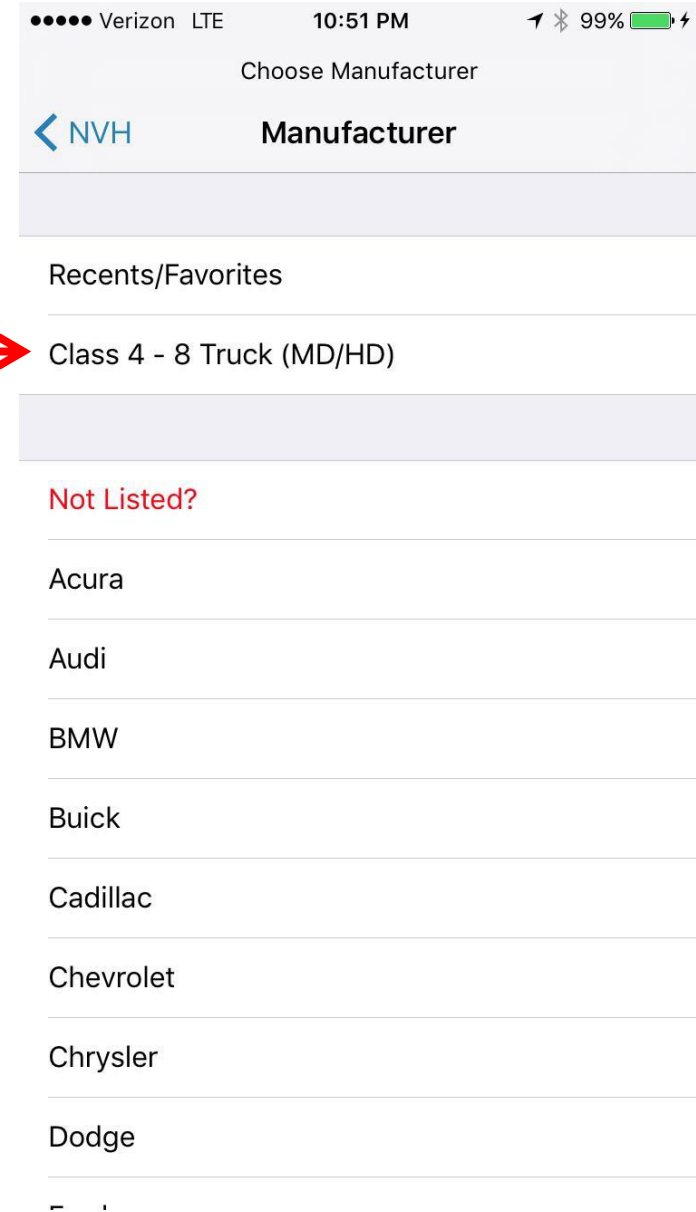 Verizon LTE 10:51 PM 99%
Choose Manufacturer
NVH Manufacturer
Recents/Favorites
Class 4 - 8 Truck (MD/HD)
Not Listed?
Acura
Audi
BMW
Buick
Cadillac
Chevrolet
Chrysler
Dodge